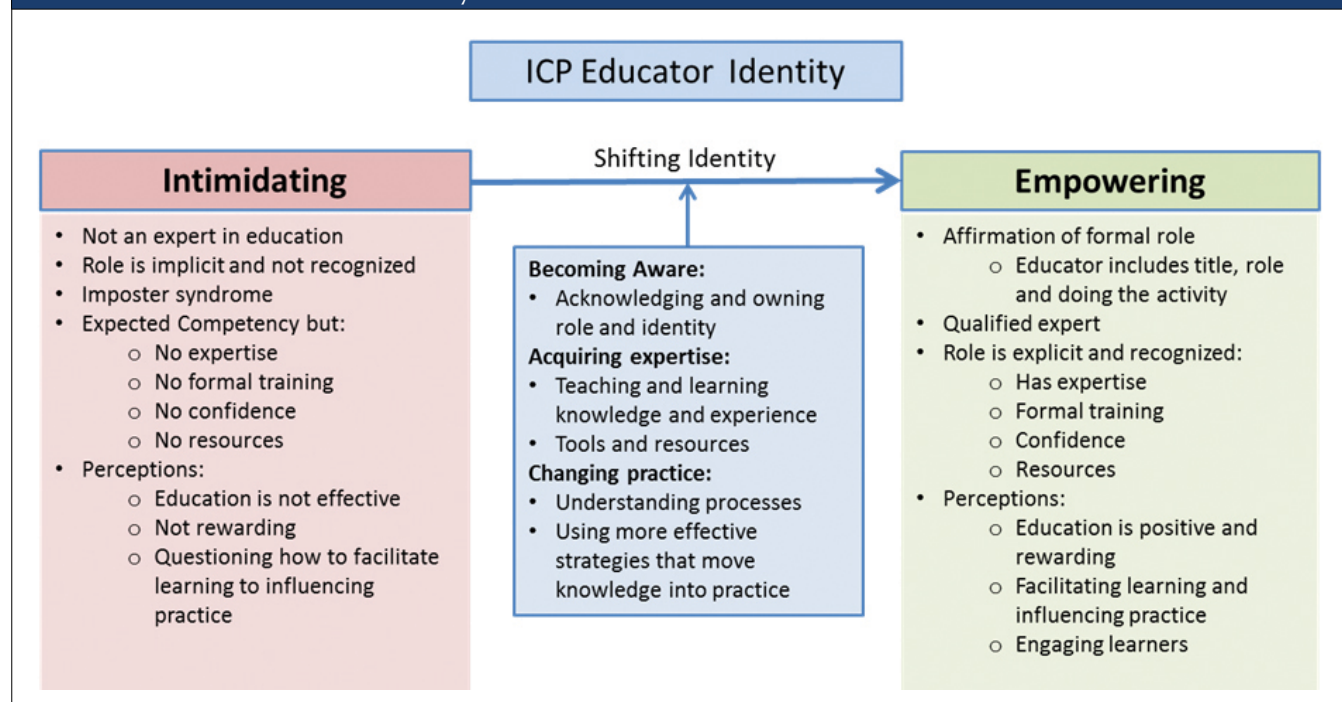 ICP Educator Identity
Intimidating
• Not an expert in education
• Role is implicit and not recognized
• Imposter syndrome
• Expected Competency but:
o No expertise
o No formal training
o No confidence
o No resources
• Perceptions:
o Education is not effective
o Not rewarding
o Questioning how to facilitate
learning to influencing
practice
Shifting Identity
Becoming Aware:
• Acknowledging and owning
role and identity
Acquiring expertise:
• Teaching and learning
knowledge and experience
• Tools and resources
Changing practice:
• Understanding processes
• Using more effective
strategies that move
knowledge into practice
Empowering
• Affirmation of formal role
o Educator includes title, role
and doing the activity
• Qualified expert
• Role is explicit and recognized:
o Has expertise
o Formal training
o Confidence
o Resources
• Perceptions:
o Education is positive and
rewarding
o Facilitating learning and
influencing practice
o Engaging learners